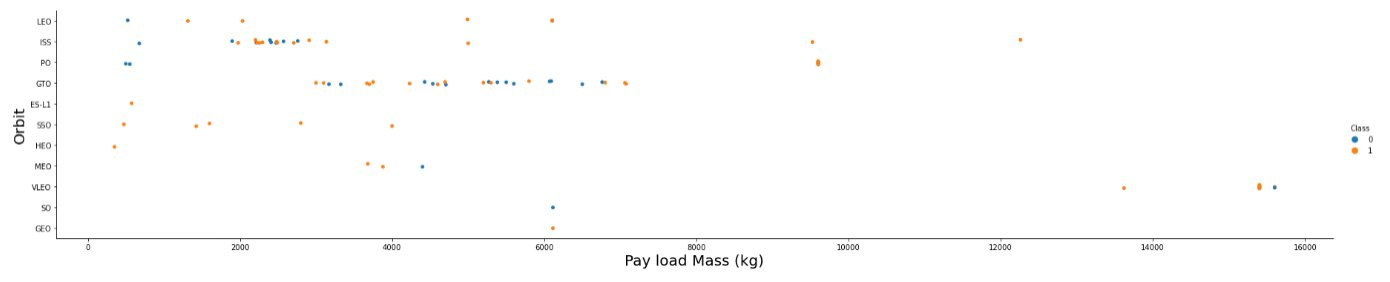 LEO
ISS
PO
GTO
ES-L1
SSO
HEO
MEO
VLEO
SO
GEO
Orbit
0 2000 4000 6000 8000 10000 12000 14000 16000
Pay load Mass (kg)
Class
0
1